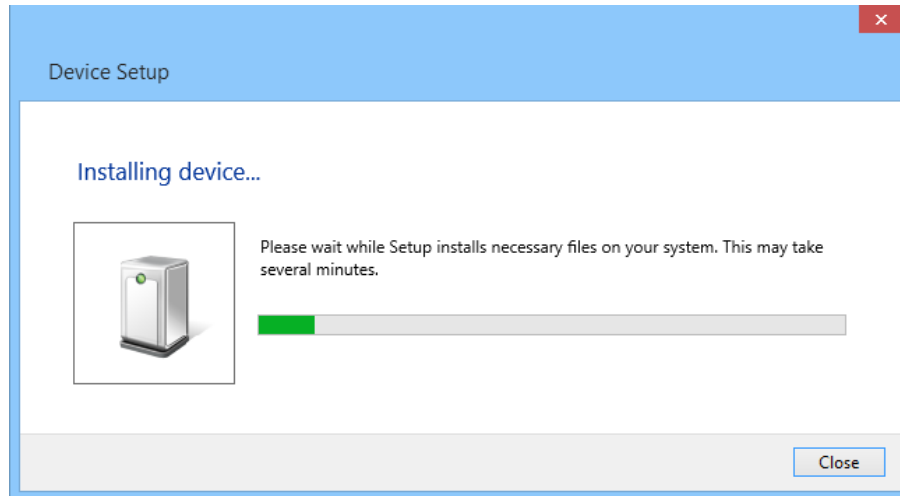 Device Setup
Installing device...
Please wait while Setup installs necessary files on your system. This may take
several minutes.
Close